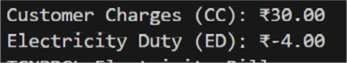 Customer Charges (CC): ₹30.00
Electricity Duty (ED): ₹-4.00